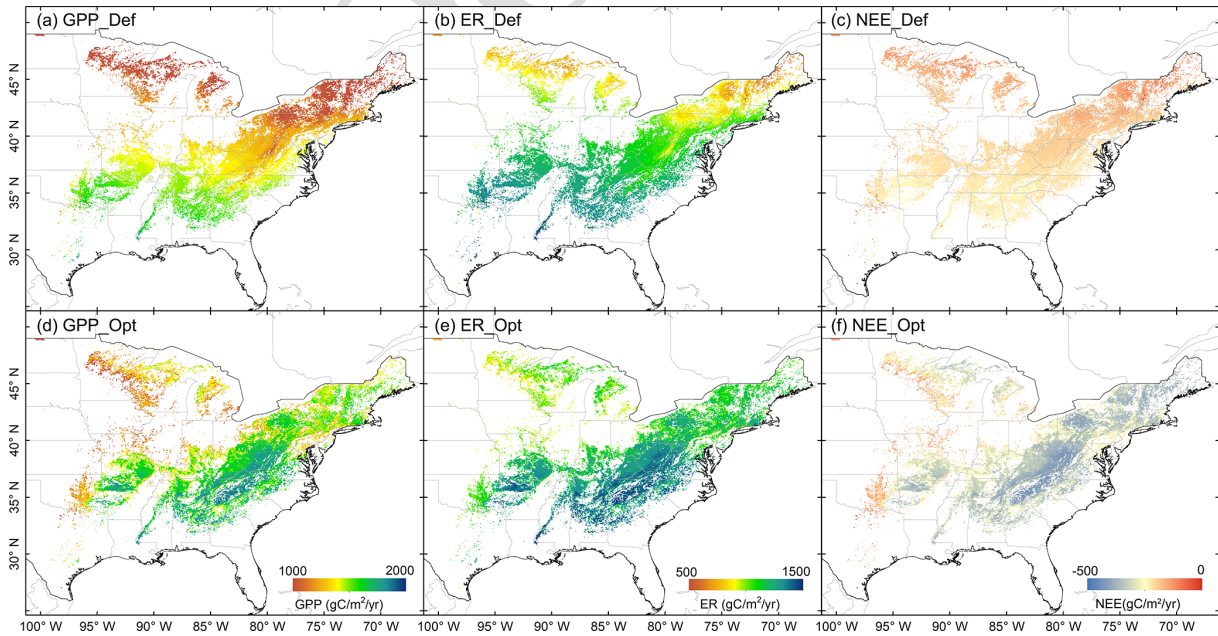 (a) GPP_Def
(b) ER_Def
(c) NEE_Def
45° N
40° N
35° N
30° N
(d) GPP_Opt
(e) ER_Opt
(f) NEE_Opt
45° N
40° N
35° N
30° N
1000 2000
GPP (gC/m²/yr)
500 1500
ER (gC/m²/yr)
-500 0
NEE(gC/m²/yr)
100° W 95° W 90° W 85° W 80° W 75° W 70° W 100° W 95° W 90° W 85° W 80° W 75° W 70° W 100° W 95° W 90° W 85° W 80° W 75° W 70° W